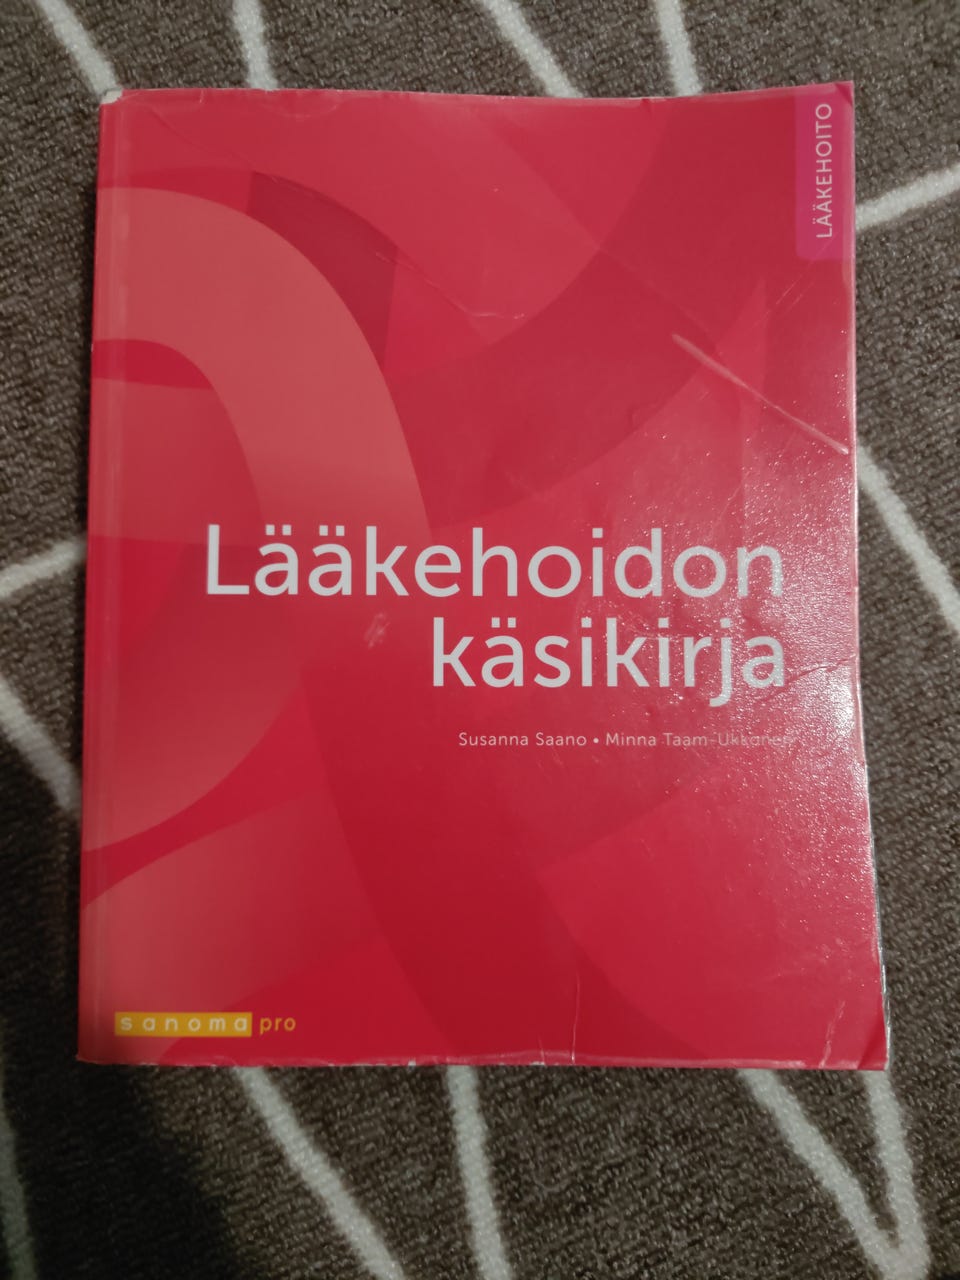 LÄÄKEHOITO
Lääkehoidon
käsikirja
Susanna Saano • Minna Taam-Ukkonen
sanoma pro